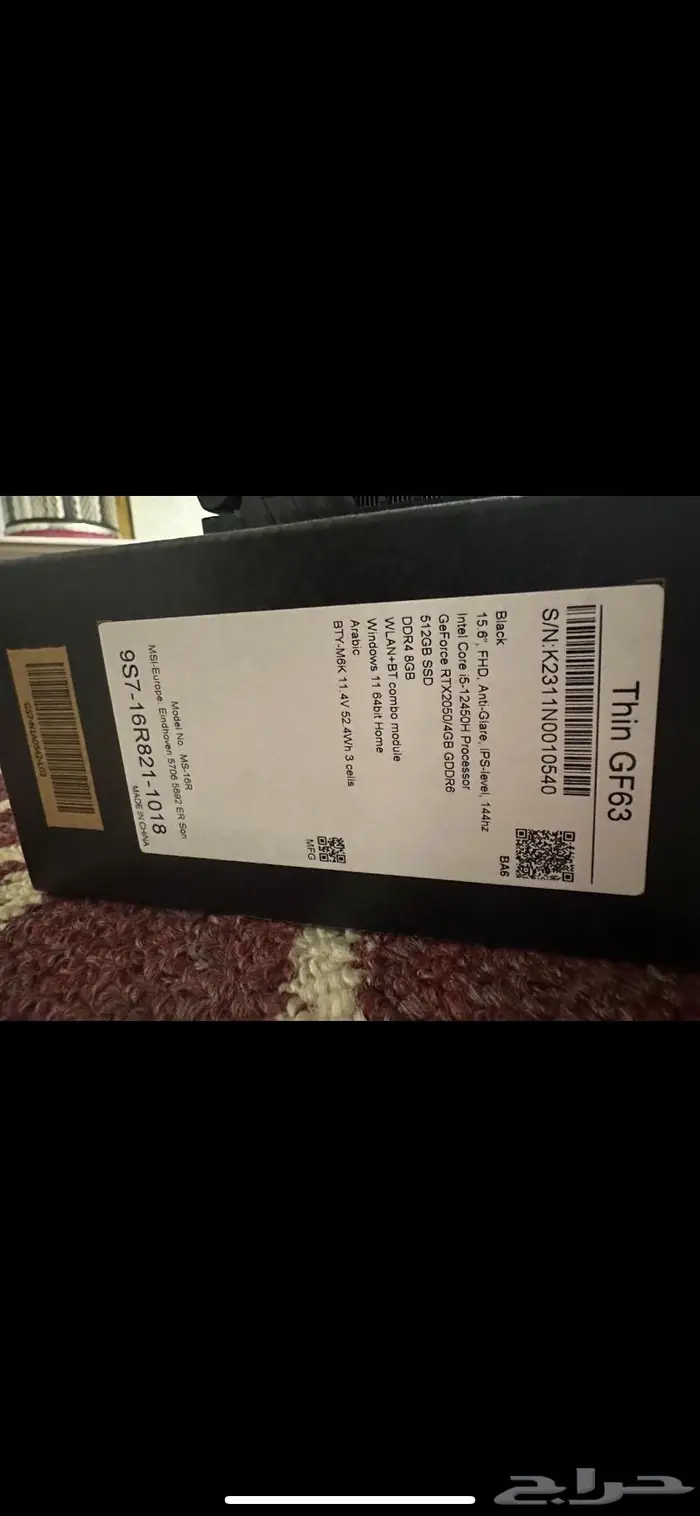 Thin GF63
S/N:K2311N0010540
BA6
Black
15.6", FHD, Anti-Glare, IPS-level, 144hz
Intel Core i5-12450H Processor
GeForce RTX2050/4GB GDDR6
512GB SSD
DDR4 8GB
WLAN+BT combo module
Windows 11 64bit Home
Arabic
BTY-M6K 11.4V 52.4Wh 3 cells
MFG
Model No. MS-16R
MSI-Europe: Eindhoven 5706 5692 ER Son
9S7-16R821-1018
MADE IN CHINA
حراج